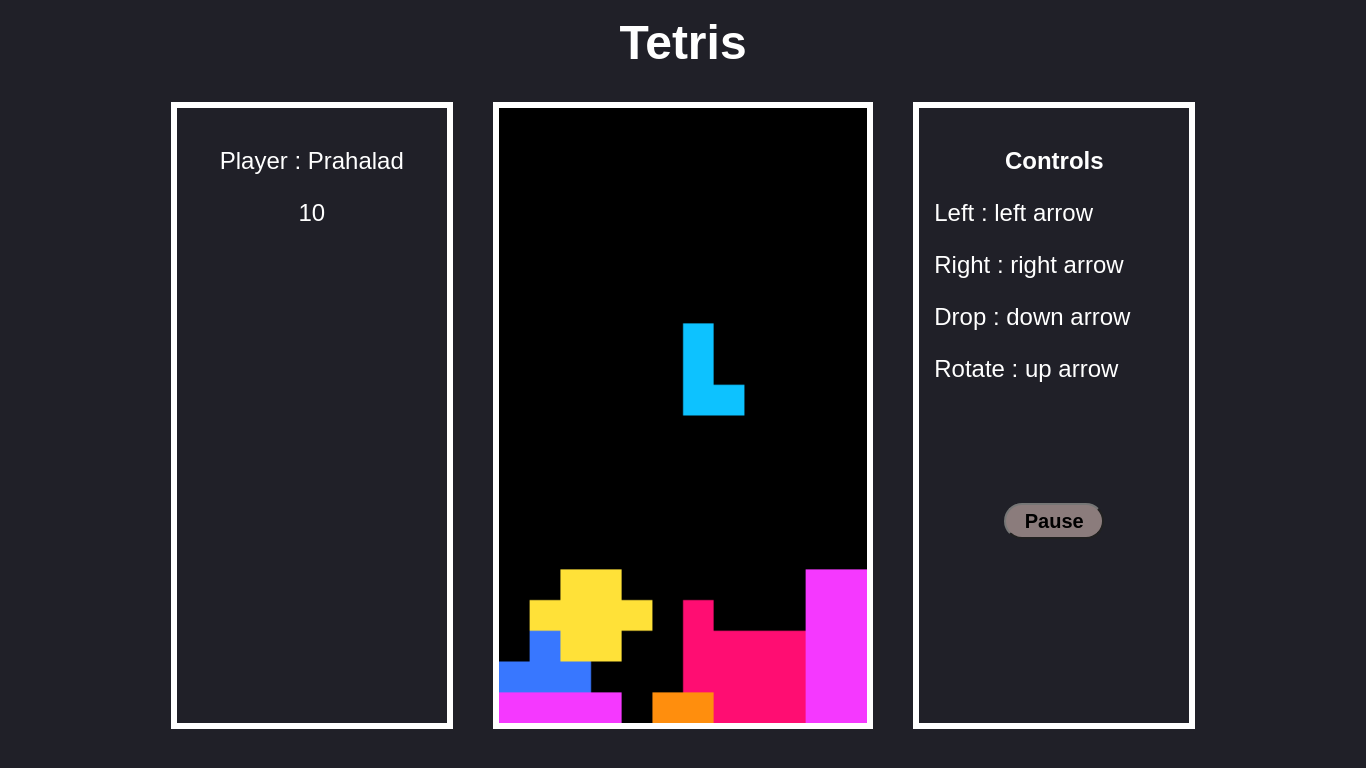 Tetris
Player : Prahalad
10
Controls
Left : left arrow
Right : right arrow
Drop : down arrow
Rotate : up arrow
Pause